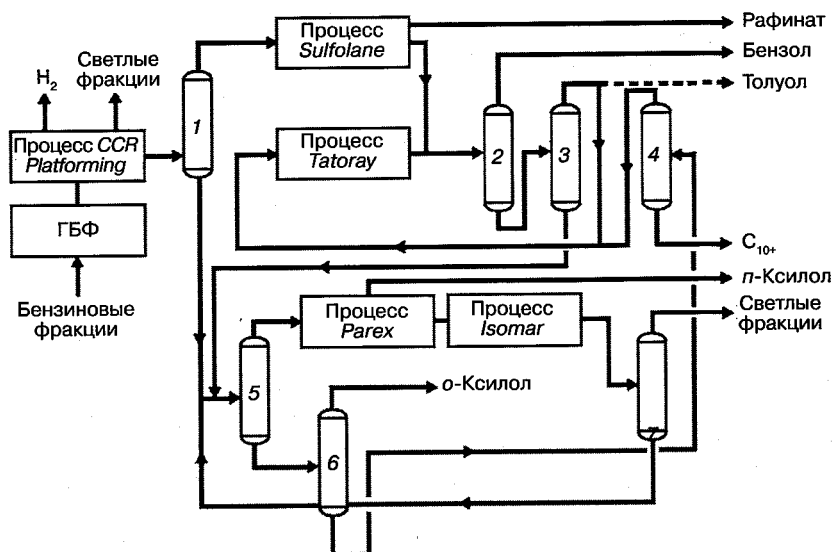 Процесс
Sulfolane
Рафинат
Бензол
Толуол
H₂
Светлые
фракции
1
Процесс CCR
Platforming
Процесс
Tatoray
2
3
4
ГБФ
C₁₀₊
Бензиновые
фракции
п-Ксилол
Процесс
Parex
Процесс
Isomar
Светлые
фракции
5
о-Ксилол
6
7